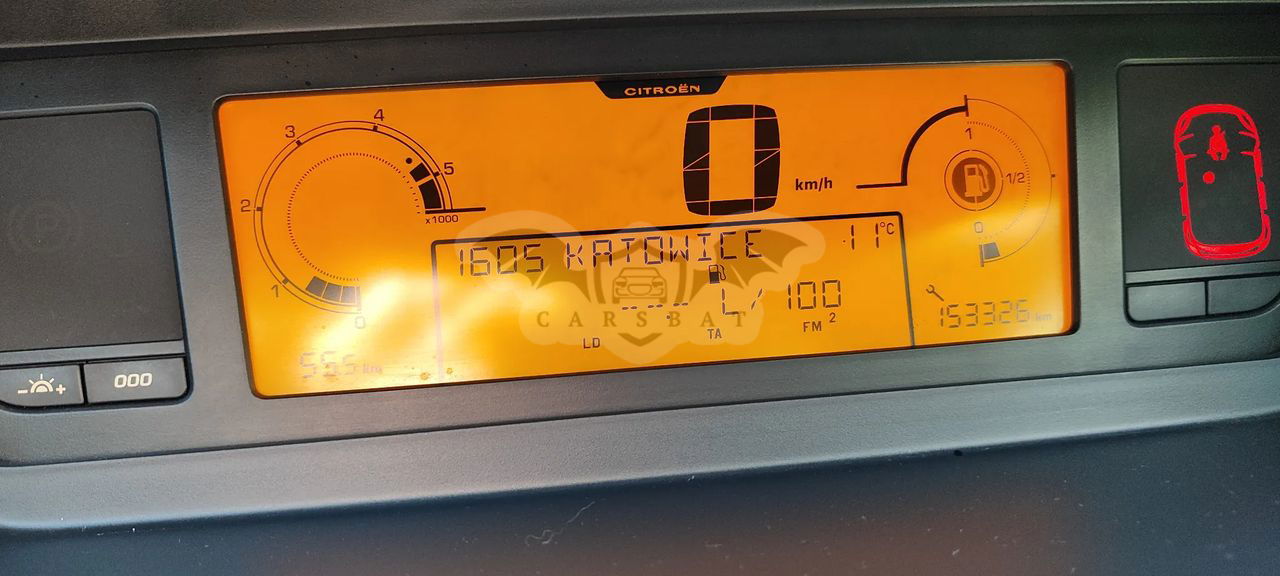 CITROËN
4
3
5
2
x1000
1
0
0 km/h
1
1/2
0
1605 KATOWICE 11°C
--.- L/100
LD TA FM 2
153326 km
555 km
CARSBAT
-  +
000